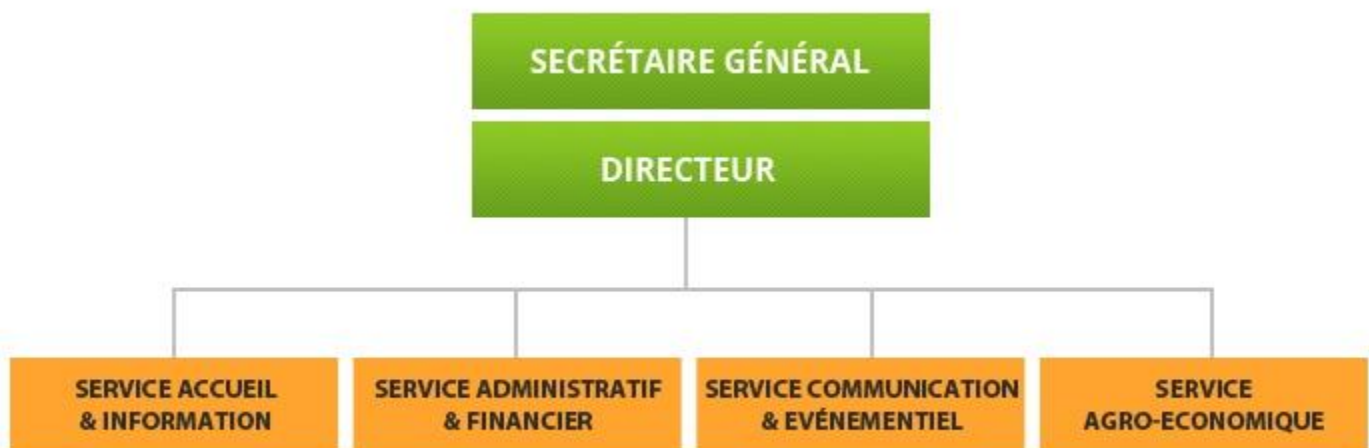 SECRÉTAIRE GÉNÉRAL
DIRECTEUR
SERVICE ACCUEIL
& INFORMATION
SERVICE ADMINISTRATIF
& FINANCIER
SERVICE COMMUNICATION
& EVÉNEMENTIEL
SERVICE
AGRO-ECONOMIQUE